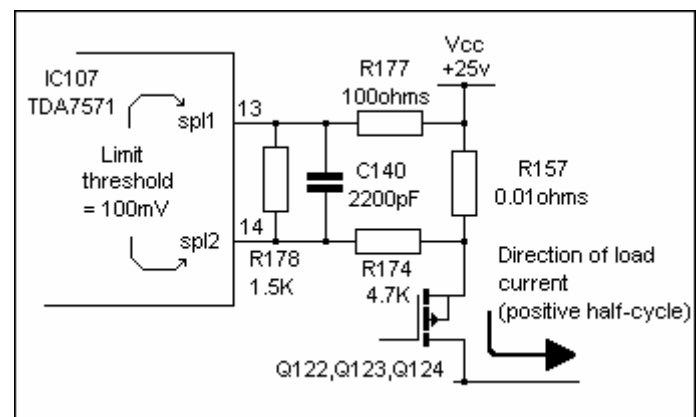 IC107
TDA7571
spl1
Limit
threshold
= 100mV
spl2
13
14
R177
100ohms
Vcc
+25v
C140
2200pF
R157
0.01ohms
R178
1.5K
R174
4.7K
Direction of load
current
(positive half-cycle)
Q122,Q123,Q124